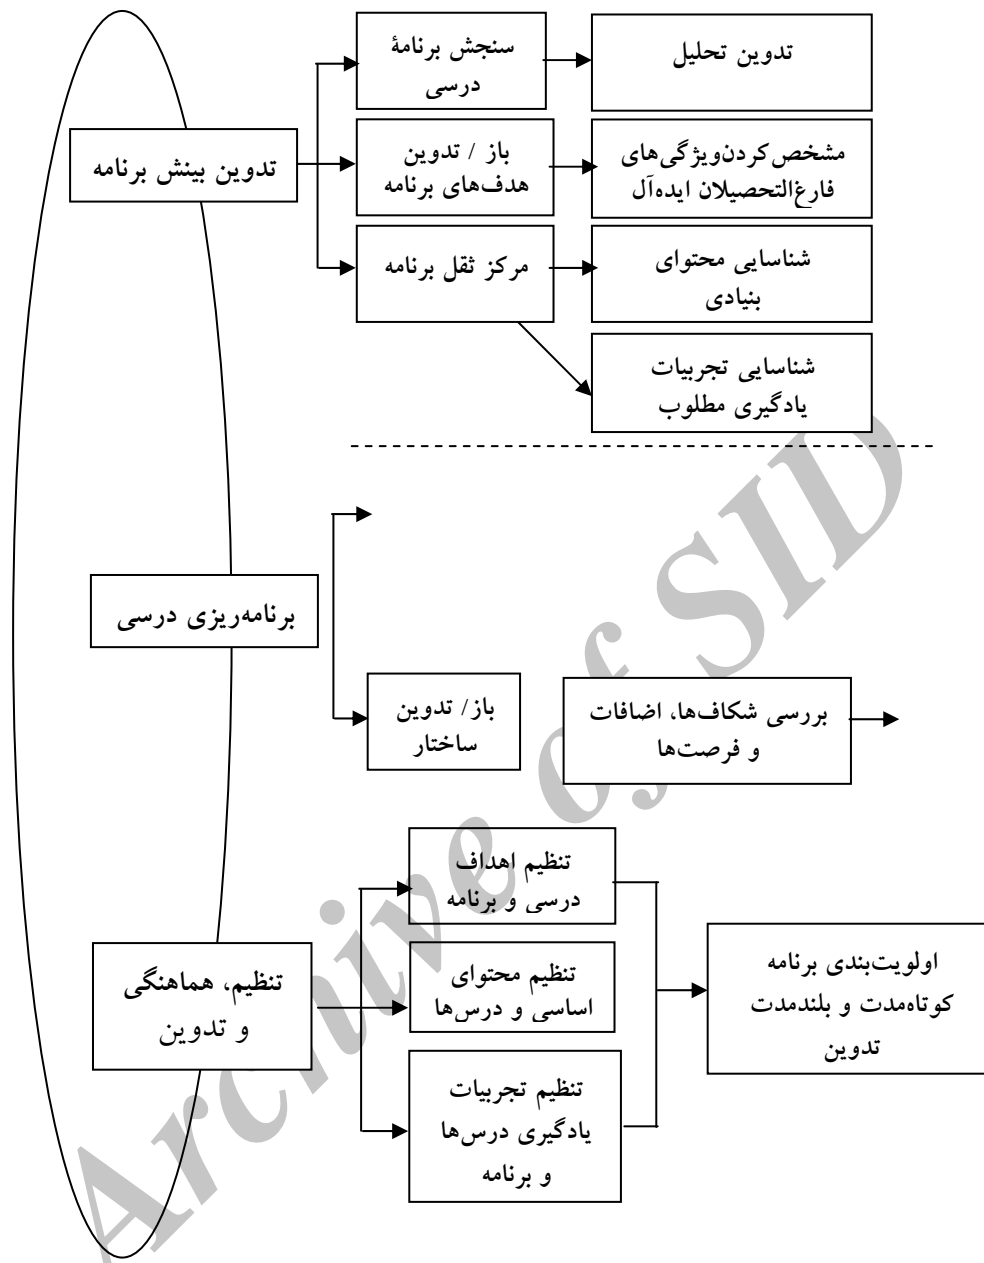 تدوین بینش برنامه
سنجش برنامهٔ
درسی
تدوین تحلیل
باز / تدوین
هدف‌های برنامه
مشخص کردن ویژگی‌های
فارغ‌التحصیلان ایده‌آل
مرکز ثقل برنامه
شناسایی محتوای
بنیادی
شناسایی تجربیات
یادگیری مطلوب
برنامه‌ریزی درسی
باز/ تدوین
ساختار
بررسی شکاف‌ها، اضافات
و فرصت‌ها
تنظیم، هماهنگی
و تدوین
تنظیم اهداف
درسی و برنامه
تنظیم محتوای
اساسی و درس‌ها
تنظیم تجربیات
یادگیری درس‌ها
و برنامه
اولویت‌بندی برنامه
کوتاه‌مدت و بلندمدت
تدوین
Archive of SID